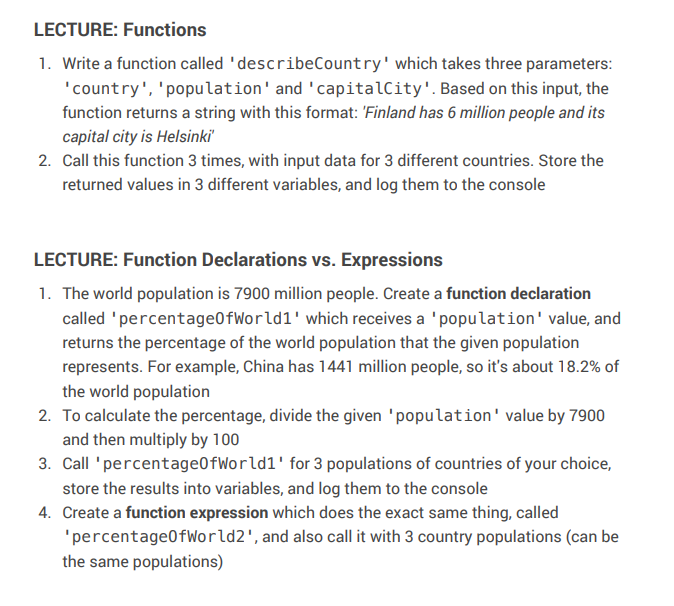 LECTURE: Functions
1. Write a function called 'describeCountry' which takes three parameters:
'country', 'population' and 'capitalCity'. Based on this input, the
function returns a string with this format: 'Finland has 6 million people and its
capital city is Helsinki'
2. Call this function 3 times, with input data for 3 different countries. Store the
returned values in 3 different variables, and log them to the console
LECTURE: Function Declarations vs. Expressions
1. The world population is 7900 million people. Create a function declaration
called 'percentageOfWorld1' which receives a 'population' value, and
returns the percentage of the world population that the given population
represents. For example, China has 1441 million people, so it's about 18.2% of
the world population
2. To calculate the percentage, divide the given 'population' value by 7900
and then multiply by 100
3. Call 'percentageOfWorld1' for 3 populations of countries of your choice,
store the results into variables, and log them to the console
4. Create a function expression which does the exact same thing, called
'percentageOfWorld2', and also call it with 3 country populations (can be
the same populations)